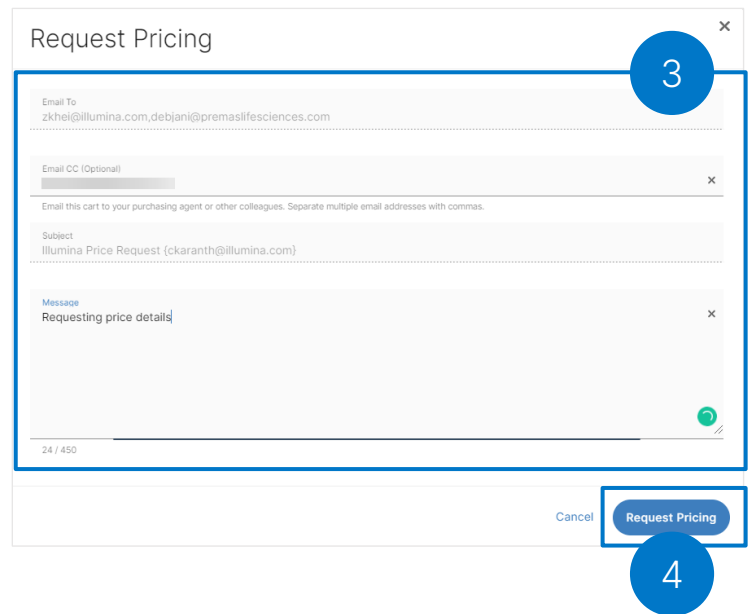 Request Pricing
3
Email To
zkhei@illumina.com,debjani@premaslifesciences.com
Email CC (Optional)
Email this cart to your purchasing agent or other colleagues. Separate multiple email addresses with commas.
Subject
Illumina Price Request {ckaranth@illumina.com}
Message
Requesting price details
24 / 450
Cancel
Request Pricing
4